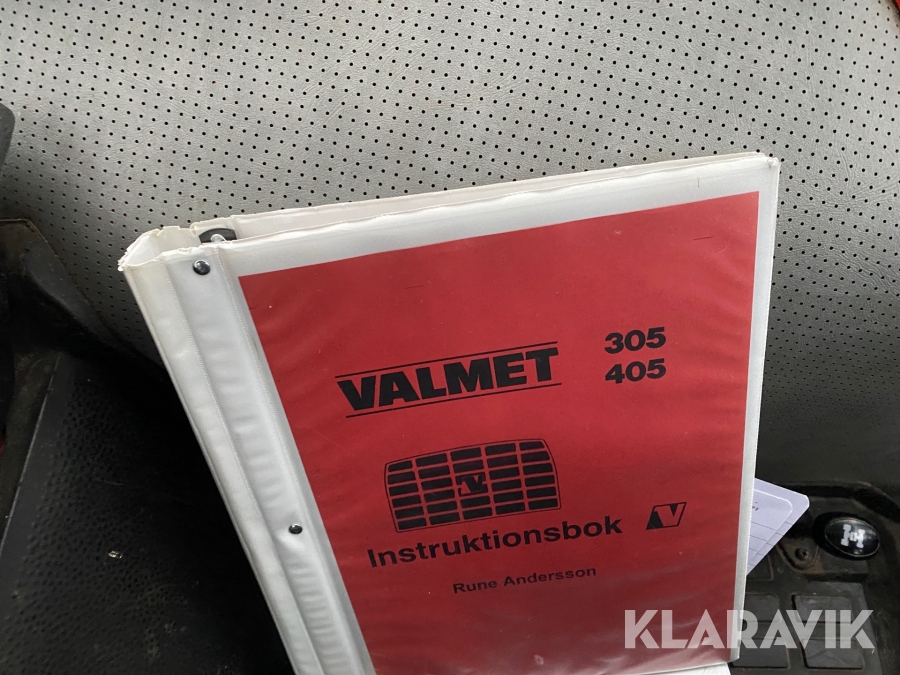 VALMET
305
405
Instruktionsbok
Rune Andersson
KLARAVIK